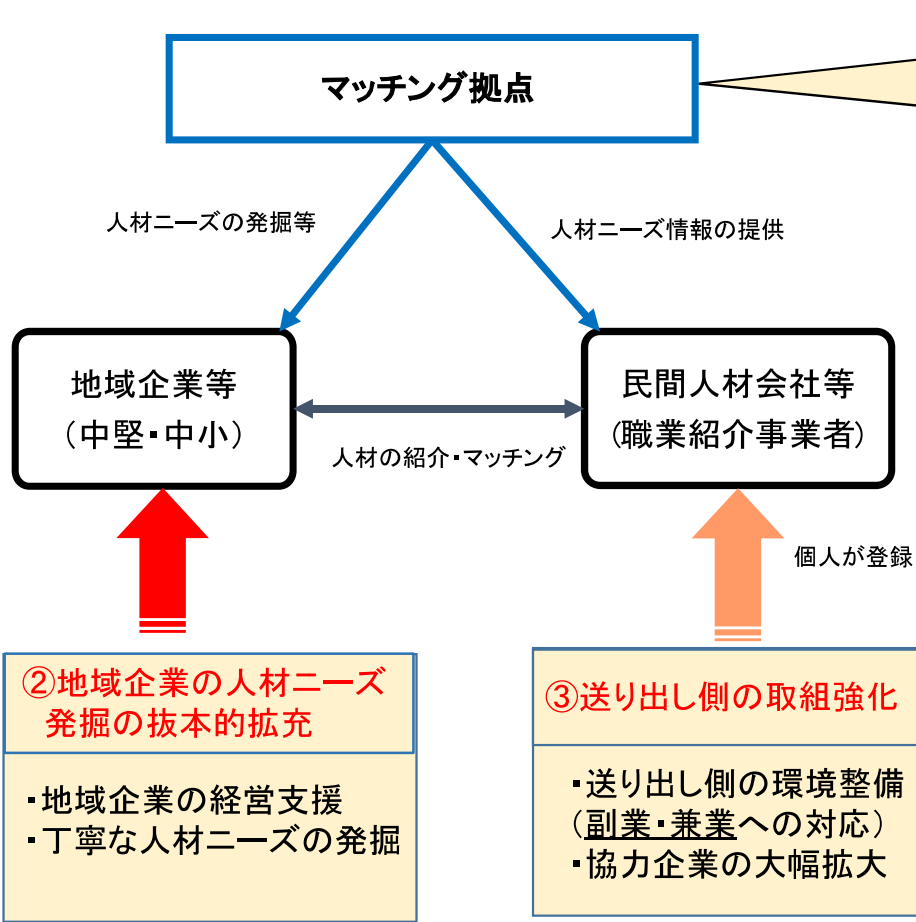 マッチング拠点
人材ニーズの発掘等
人材ニーズ情報の提供
地域企業等
（中堅・中小）
民間人材会社等
（職業紹介事業者）
人材の紹介・マッチング
個人が登録
②地域企業の人材ニーズ
発掘の抜本的拡充
・地域企業の経営支援
・丁寧な人材ニーズの発掘
③送り出し側の取組強化
・送り出し側の環境整備
（副業・兼業への対応）
・協力企業の大幅拡大